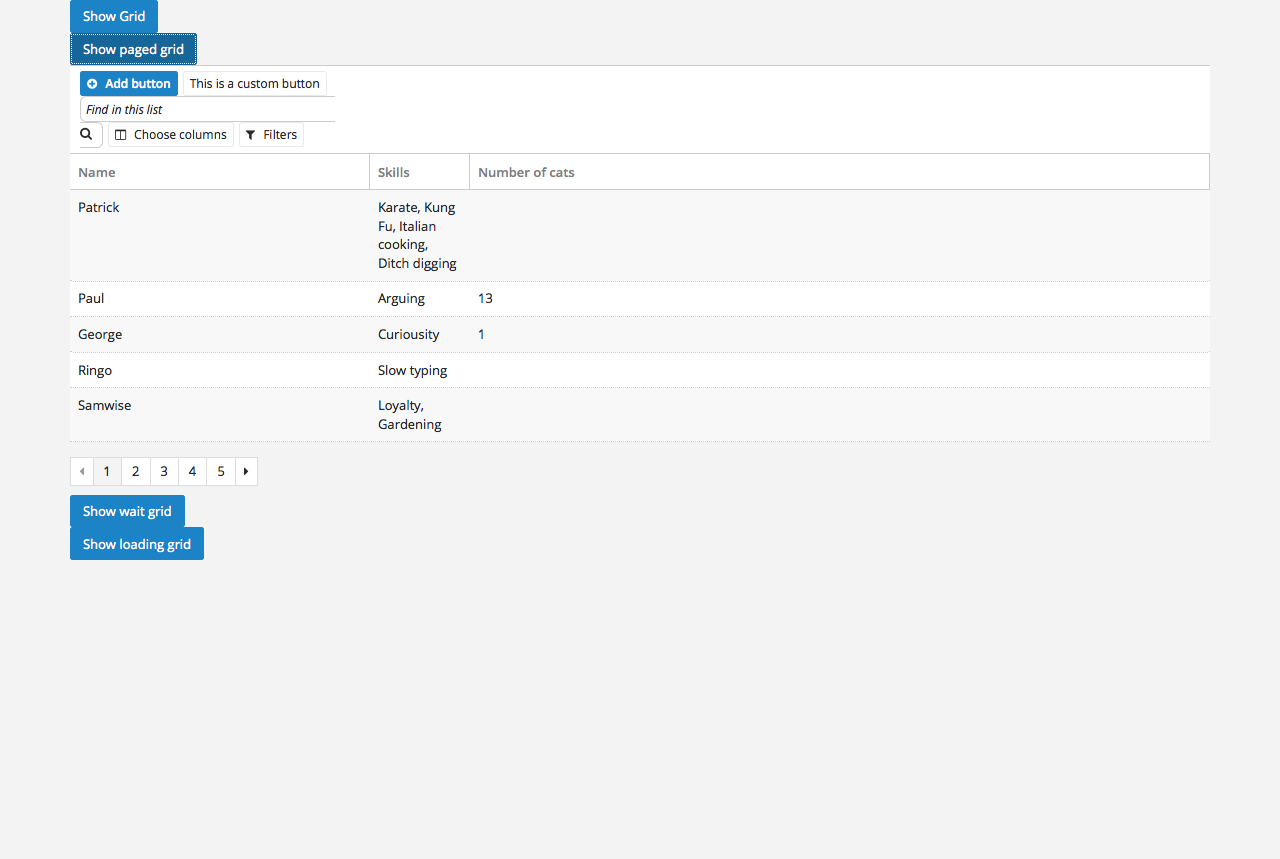 Show Grid
Show paged grid
Add button This is a custom button
Find in this list
Choose columns Filters
Name Skills Number of cats
Patrick Karate, Kung
Fu, Italian
cooking,
Ditch digging
Paul Arguing 13
George Curiousity 1
Ringo Slow typing
Samwise Loyalty,
Gardening
1 2 3 4 5
Show wait grid
Show loading grid